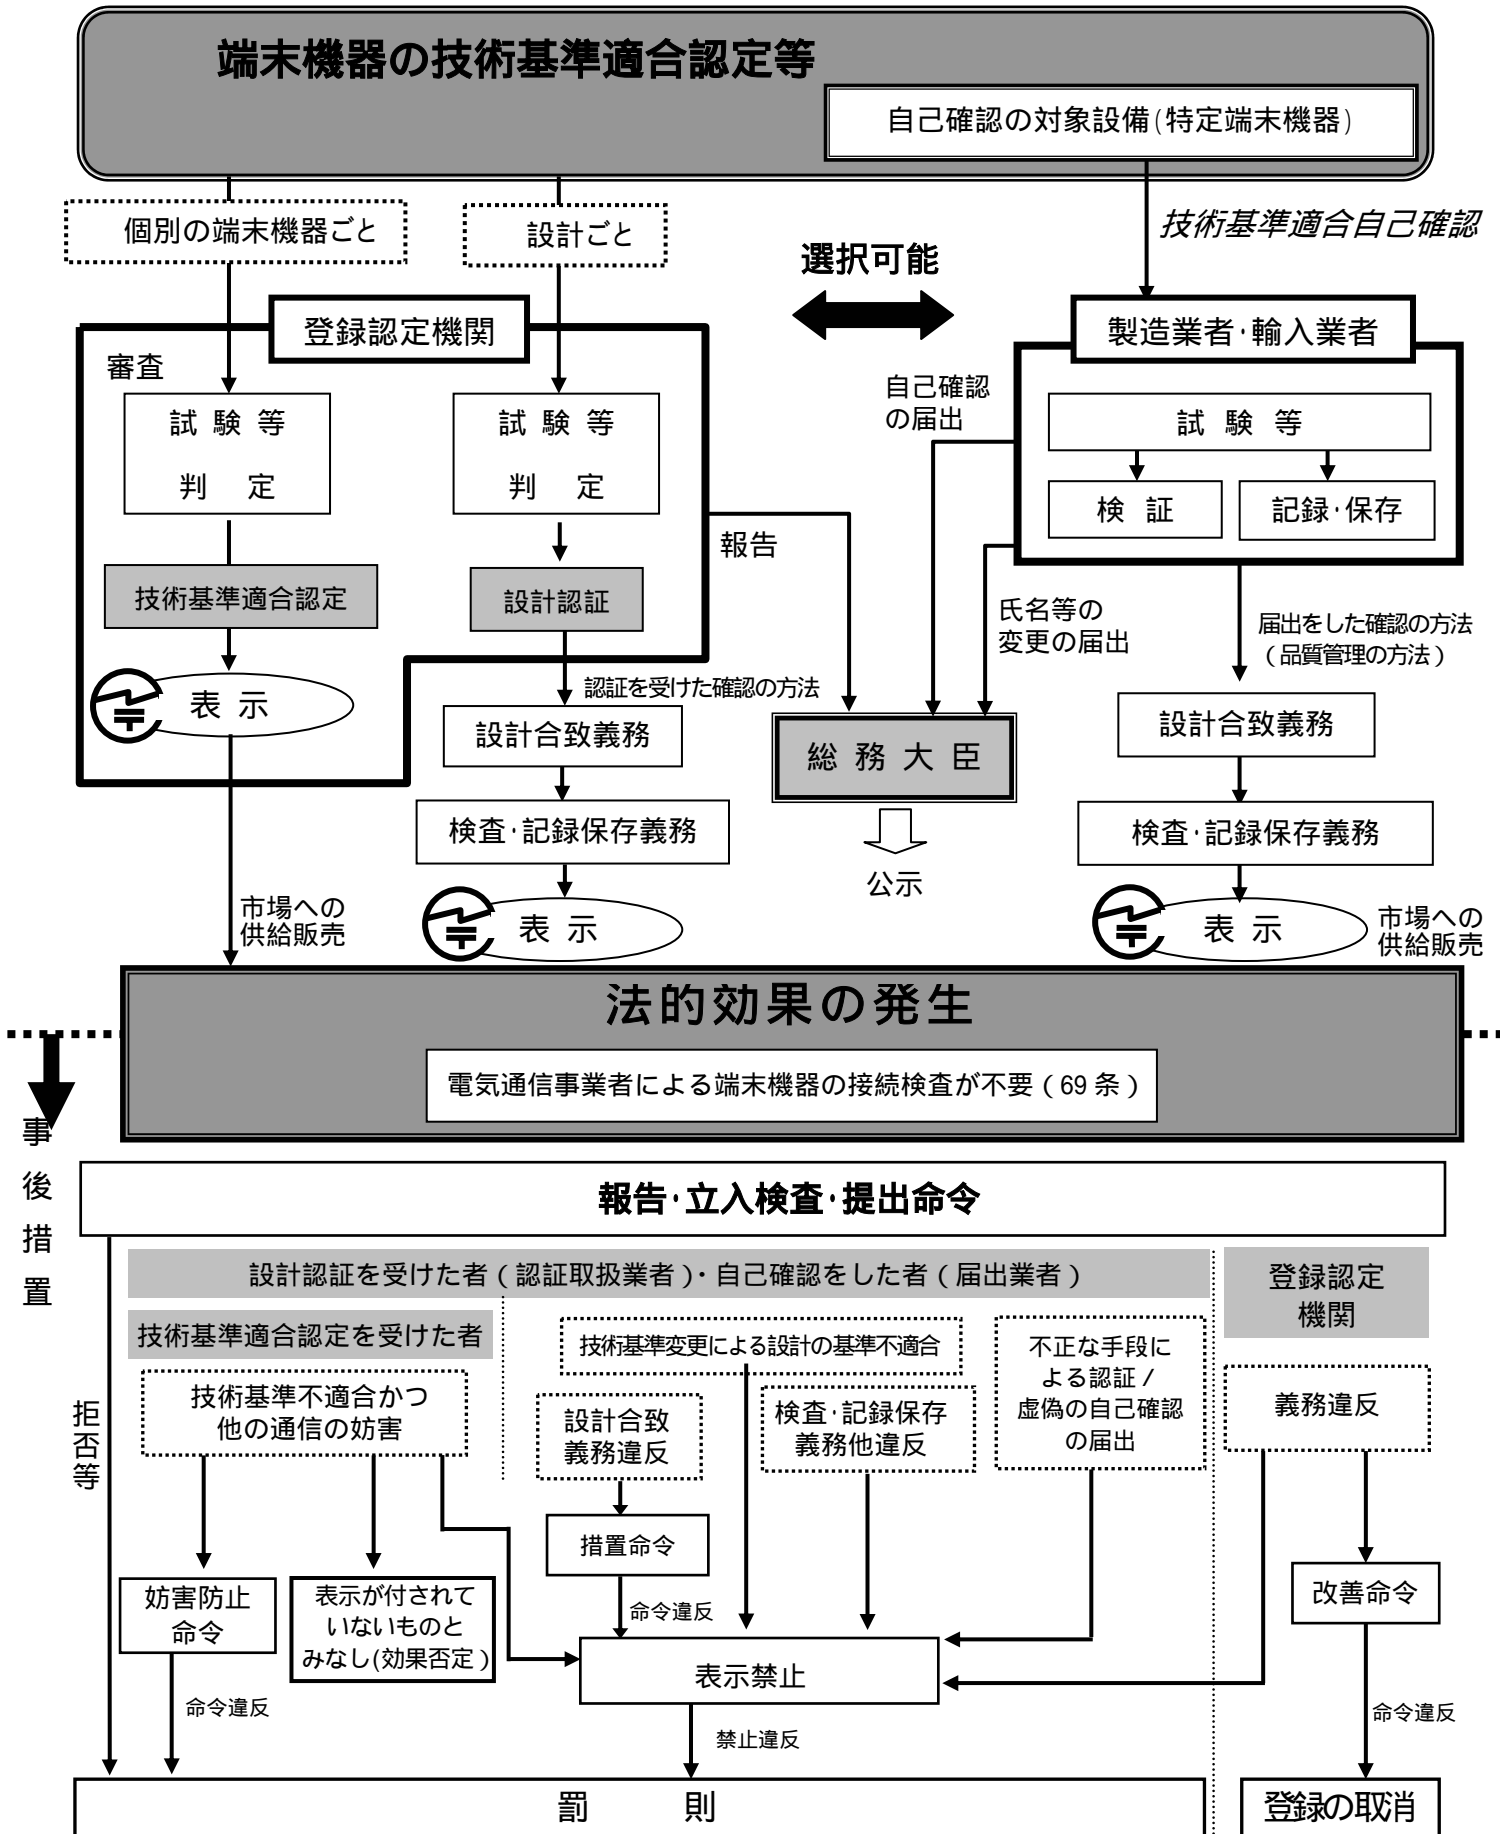 端末機器の技術基準適合認定等
自己確認の対象設備(特定端末機器)
個別の端末機器ごと
設計ごと
技術基準適合自己確認
選択可能
登録認定機関
製造業者・輸入業者
審査
試験等
判定
試験等
判定
自己確認
の届出
試験等
検証
記録・保存
報告
技術基準適合認定
設計認証
氏名等の
変更の届出
届出をした確認の方法
(品質管理の方法)
表示
認証を受けた確認の方法
設計合致義務
総務大臣
設計合致義務
検査・記録保存義務
検査・記録保存義務
公示
市場への
供給販売
表示
表示
市場への
供給販売
法的効果の発生
電気通信事業者による端末機器の接続検査が不要(69条)
事後措置
報告・立入検査・提出命令
設計認証を受けた者(認証取扱業者)・自己確認をした者(届出業者)
登録認定
機関
技術基準適合認定を受けた者
技術基準変更による設計の基準不適合
不正な手段に
よる認証/
虚偽の自己確認
の届出
技術基準不適合かつ
他の通信の妨害
設計合致
義務違反
検査・記録保存
義務他違反
義務違反
拒否等
措置命令
妨害防止
命令
表示が付されて
いないものと
みなし(効果否定)
命令違反
改善命令
表示禁止
命令違反
禁止違反
命令違反
罰則
登録の取消